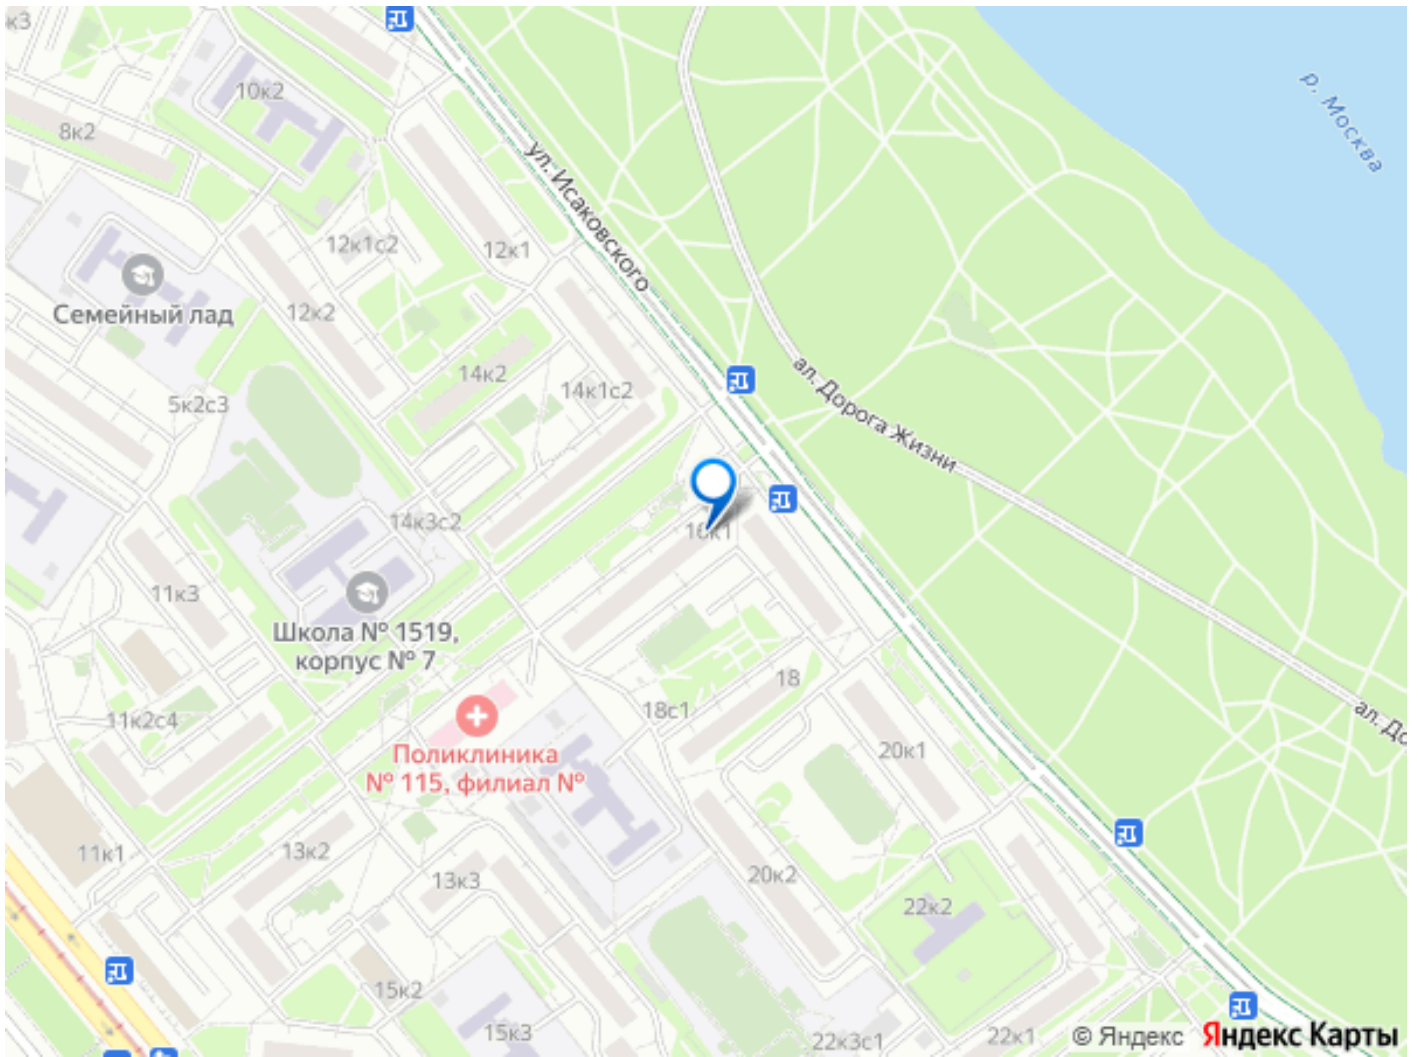 к3
10к2
8к2
р. Москва
ул. Исаковского
12к1с2
12к1
Семейный лад
12к2
14к2
14к1с2
5к2с3
ал. Дорога Жизни
14к3с2
16к1
11к3
Школа № 1519,
корпус № 7
18
18с1
11к2с4
ал. До
Поликлиника
№ 115, филиал №
20к1
11к1
13к2
13к3
20к2
22к2
15к2
15к3
22к3с1
22к1
© Яндекс Яндекс Карты